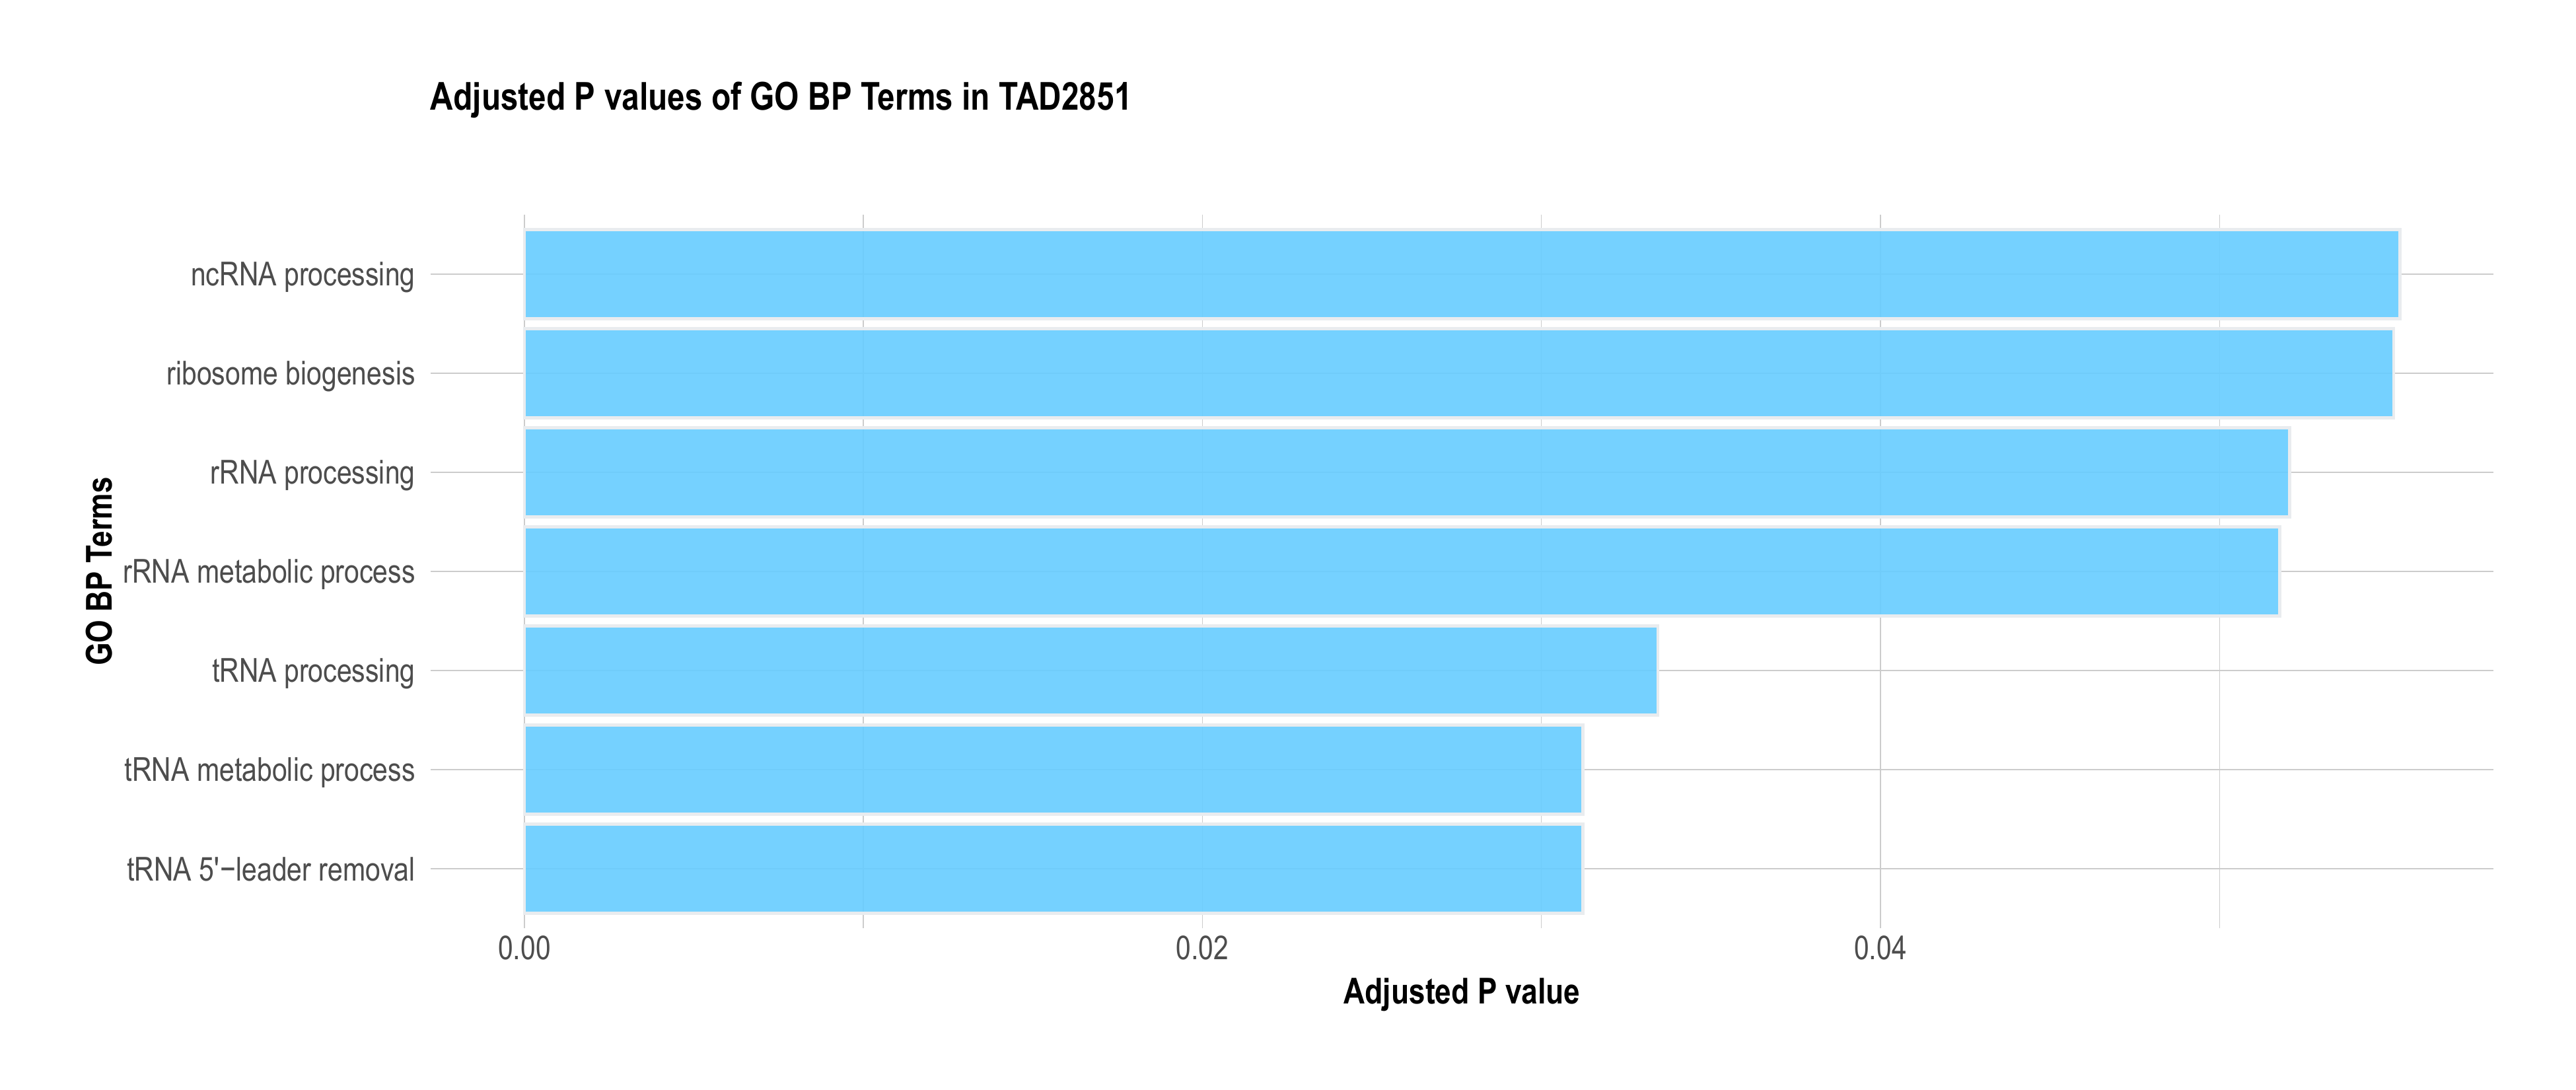 Adjusted P values of GO BP Terms in TAD2851
GO BP Terms
ncRNA processing
ribosome biogenesis
rRNA processing
rRNA metabolic process
tRNA processing
tRNA metabolic process
tRNA 5'−leader removal
0.00 0.02 0.04
Adjusted P value